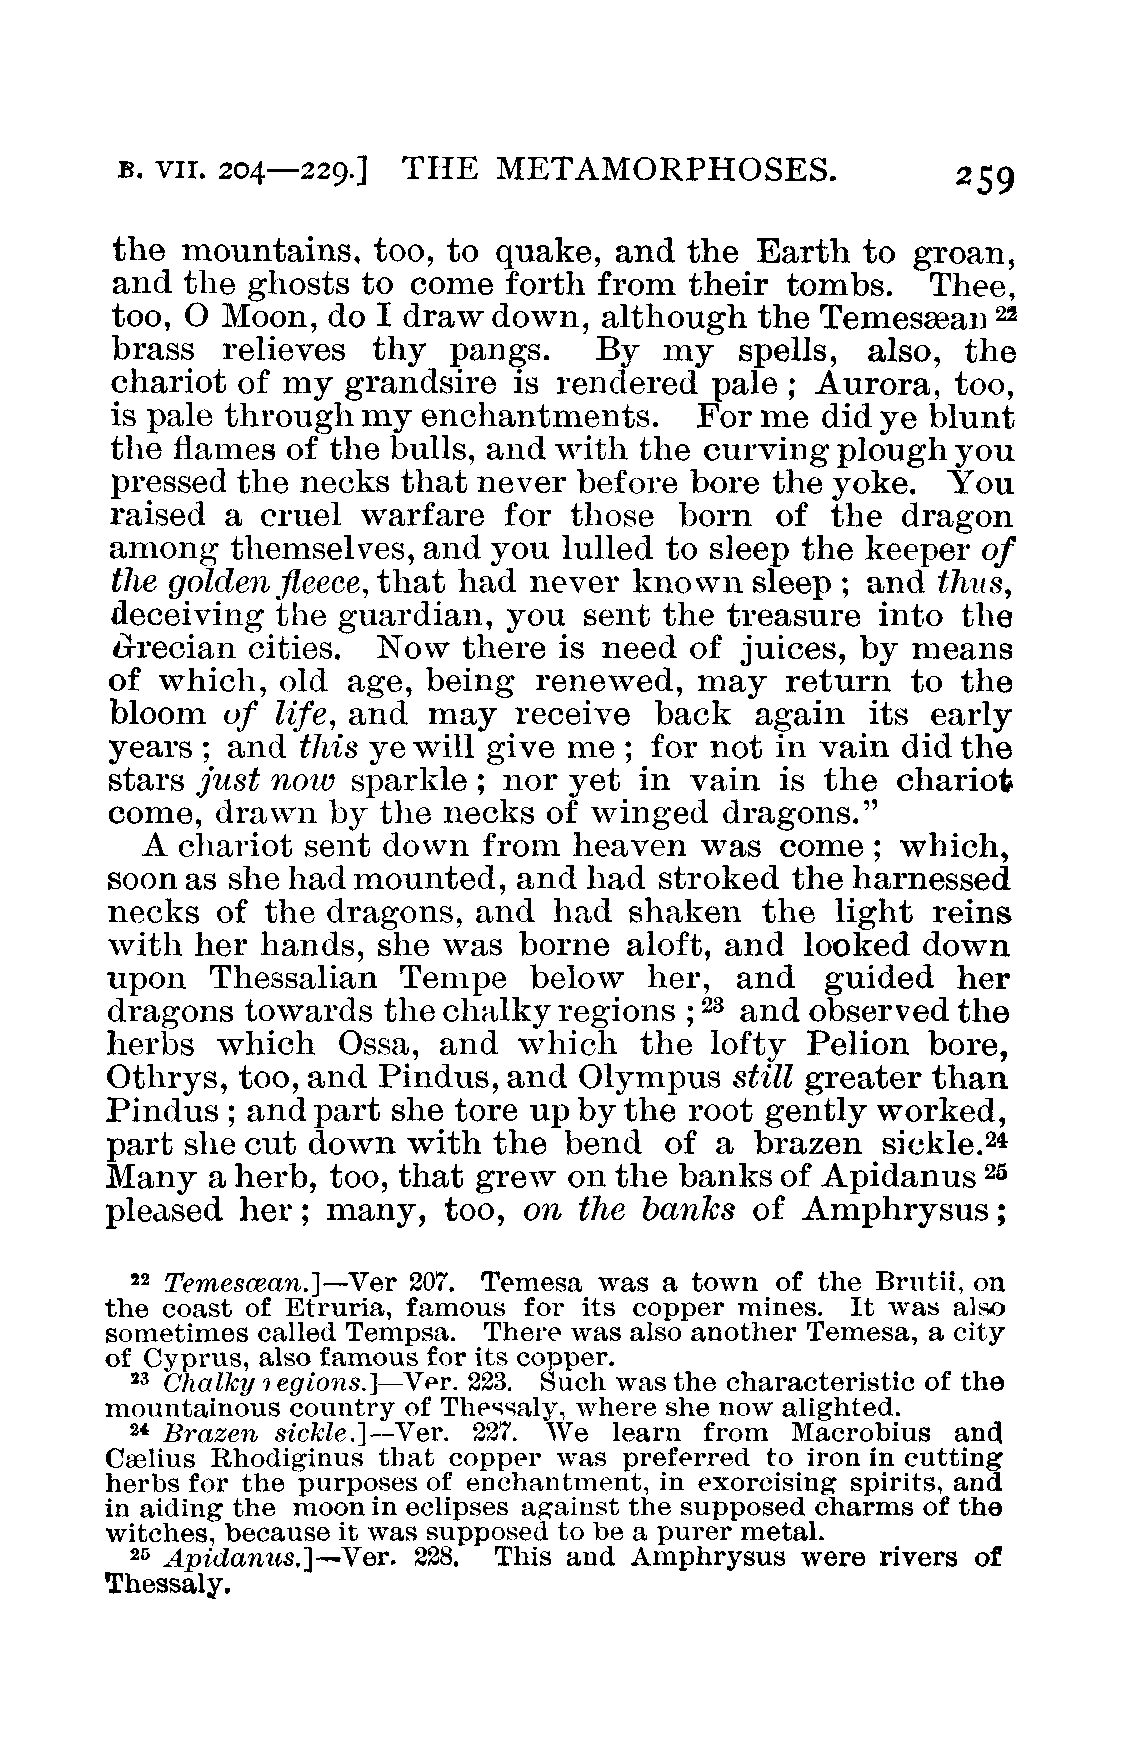 B. VII. 204—229.] THE METAMORPHOSES. 259
the mountains, too, to quake, and the Earth to groan,
and the ghosts to come forth from their tombs. Thee,
too, O Moon, do I draw down, although the Temesæan 22
brass relieves thy pangs. By my spells, also, the
chariot of my grandsire is rendered pale ; Aurora, too,
is pale through my enchantments. For me did ye blunt
the flames of the bulls, and with the curving plough you
pressed the necks that never before bore the yoke. You
raised a cruel warfare for those born of the dragon
among themselves, and you lulled to sleep the keeper of
the golden fleece, that had never known sleep ; and thus,
deceiving the guardian, you sent the treasure into the
Grecian cities. Now there is need of juices, by means
of which, old age, being renewed, may return to the
bloom of life, and may receive back again its early
years ; and this ye will give me ; for not in vain did the
stars just now sparkle ; nor yet in vain is the chariot
come, drawn by the necks of winged dragons.”
A chariot sent down from heaven was come ; which,
soon as she had mounted, and had stroked the harnessed
necks of the dragons, and had shaken the light reins
with her hands, she was borne aloft, and looked down
upon Thessalian Tempe below her, and guided her
dragons towards the chalky regions ; 23 and observed the
herbs which Ossa, and which the lofty Pelion bore,
Othrys, too, and Pindus, and Olympus still greater than
Pindus ; and part she tore up by the root gently worked,
part she cut down with the bend of a brazen sickle.24
Many a herb, too, that grew on the banks of Apidanus 25
pleased her ; many, too, on the banks of Amphrysus ;
22 Temesœan.]—Ver 207. Temesa was a town of the Brutii, on
the coast of Etruria, famous for its copper mines. It was also
sometimes called Tempsa. There was also another Temesa, a city
of Cyprus, also famous for its copper.
23 Chalky regions.]—Ver. 223. Such was the characteristic of the
mountainous country of Thessaly, where she now alighted.
24 Brazen sickle.]—Ver. 227. We learn from Macrobius and
Cælius Rhodiginus that copper was preferred to iron in cutting
herbs for the purposes of enchantment, in exorcising spirits, and
in aiding the moon in eclipses against the supposed charms of the
witches, because it was supposed to be a purer metal.
25 Apidanus.]—Ver. 228. This and Amphrysus were rivers of
Thessaly.